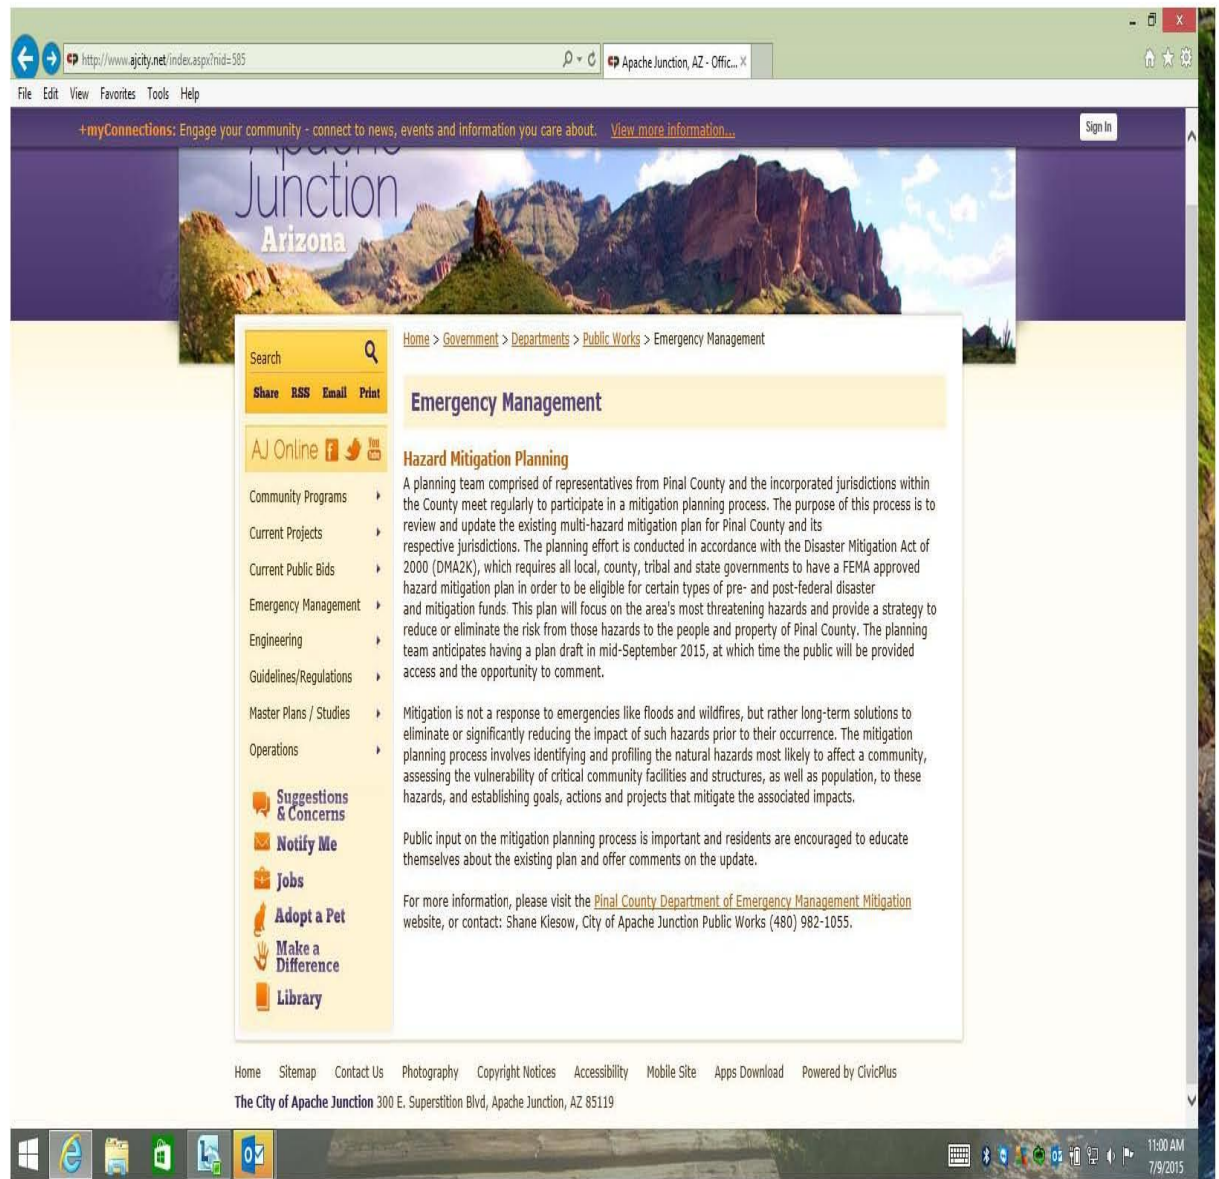 http://www.ajcity.net/index.aspx?nid=585
Apache Junction, AZ - Offic...
File Edit View Favorites Tools Help
+myConnections: Engage your community - connect to news, events and information you care about. View more information...
Sign In
Apache
Junction
Arizona
Search
Share RSS Email Print
AJ Online
You Tube
Community Programs
Current Projects
Current Public Bids
Emergency Management
Engineering
Guidelines/Regulations
Master Plans / Studies
Operations
Suggestions
& Concerns
Notify Me
Jobs
Adopt a Pet
Make a
Difference
Library
Home > Government > Departments > Public Works > Emergency Management
Emergency Management
Hazard Mitigation Planning
A planning team comprised of representatives from Pinal County and the incorporated jurisdictions within
the County meet regularly to participate in a mitigation planning process. The purpose of this process is to
review and update the existing multi-hazard mitigation plan for Pinal County and its
respective jurisdictions. The planning effort is conducted in accordance with the Disaster Mitigation Act of
2000 (DMA2K), which requires all local, county, tribal and state governments to have a FEMA approved
hazard mitigation plan in order to be eligible for certain types of pre- and post-federal disaster
and mitigation funds. This plan will focus on the area's most threatening hazards and provide a strategy to
reduce or eliminate the risk from those hazards to the people and property of Pinal County. The planning
team anticipates having a plan draft in mid-September 2015, at which time the public will be provided
access and the opportunity to comment.
Mitigation is not a response to emergencies like floods and wildfires, but rather long-term solutions to
eliminate or significantly reducing the impact of such hazards prior to their occurrence. The mitigation
planning process involves identifying and profiling the natural hazards most likely to affect a community,
assessing the vulnerability of critical community facilities and structures, as well as population, to these
hazards, and establishing goals, actions and projects that mitigate the associated impacts.
Public input on the mitigation planning process is important and residents are encouraged to educate
themselves about the existing plan and offer comments on the update.
For more information, please visit the Pinal County Department of Emergency Management Mitigation
website, or contact: Shane Kiesow, City of Apache Junction Public Works (480) 982-1055.
Home Sitemap Contact Us Photography Copyright Notices Accessibility Mobile Site Apps Download Powered by CivicPlus
The City of Apache Junction 300 E. Superstition Blvd, Apache Junction, AZ 85119
11:00 AM
7/9/2015